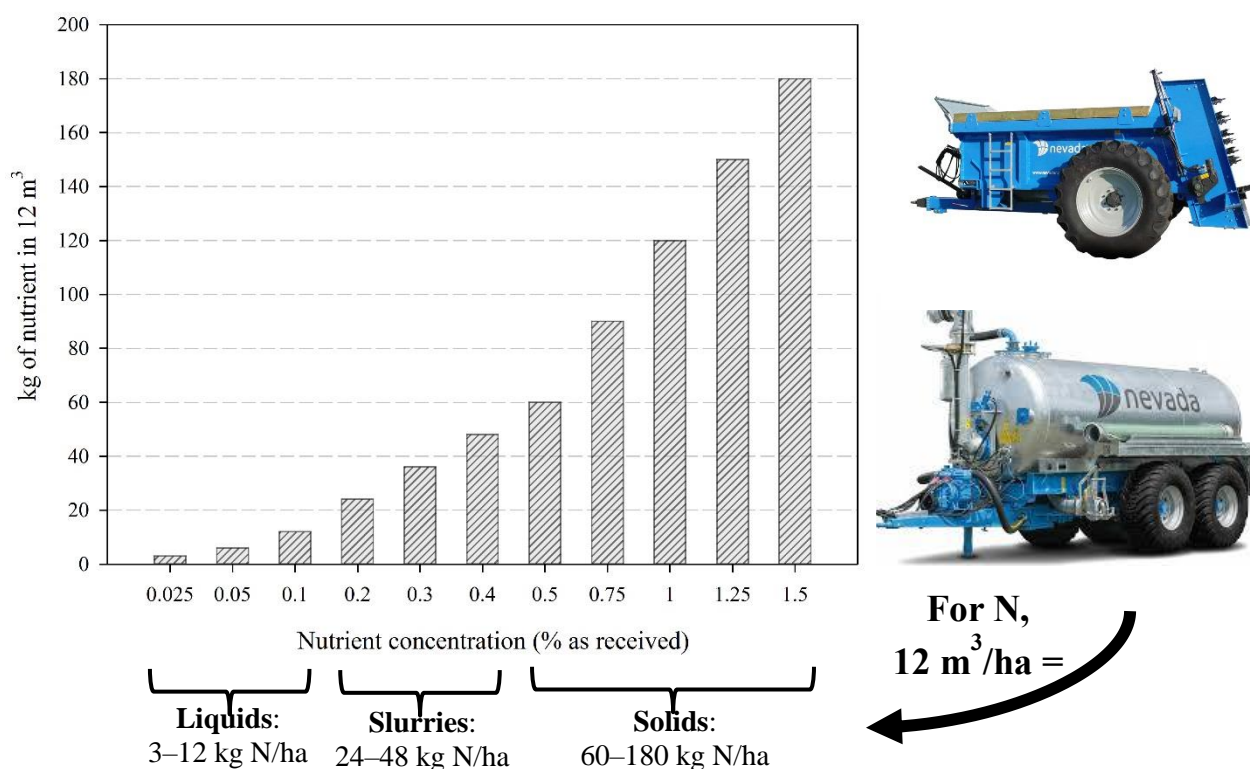 kg of nutrient in 12 m³
200
180
160
140
120
100
80
60
40
20
0
0.025 0.05 0.1 0.2 0.3 0.4 0.5 0.75 1 1.25 1.5
Nutrient concentration (% as received)
Liquids:
3–12 kg N/ha
Slurries:
24–48 kg N/ha
Solids:
60–180 kg N/ha
nevada
nevada
For N,
12 m³/ha =